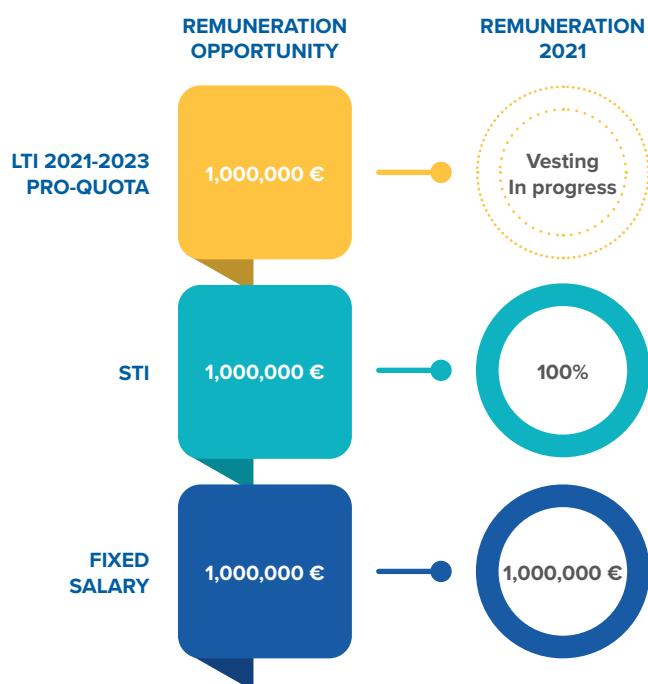 REMUNERATION
OPPORTUNITY
REMUNERATION
2021
LTI 2021-2023
PRO-QUOTA
1,000,000 €
Vesting
In progress
STI
1,000,000 €
100%
FIXED
SALARY
1,000,000 €
1,000,000 €